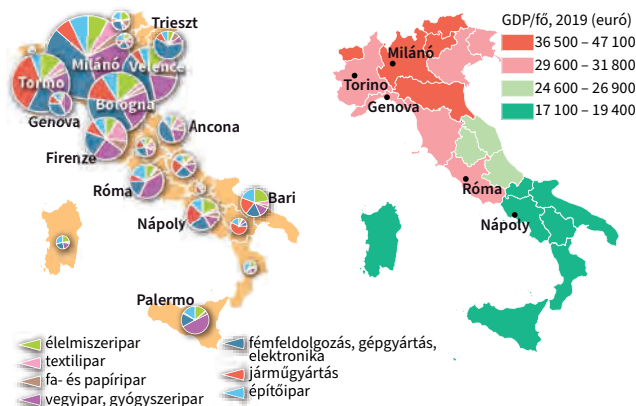 Trieszt
Milánó
Velence
Torino
Bologna
Genova
Ancona
Firenze
Róma
Bari
Nápoly
Palermo
élelmiszeripar
textilipar
fa- és papíripar
vegyipar, gyógyszeripar
fémfeldolgozás, gépgyártás,
elektronika
járműgyártás
építőipar
GDP/fő, 2019 (euró)
36 500 – 47 100
29 600 – 31 800
24 600 – 26 900
17 100 – 19 400
Milánó
Torino
Genova
Róma
Nápoly